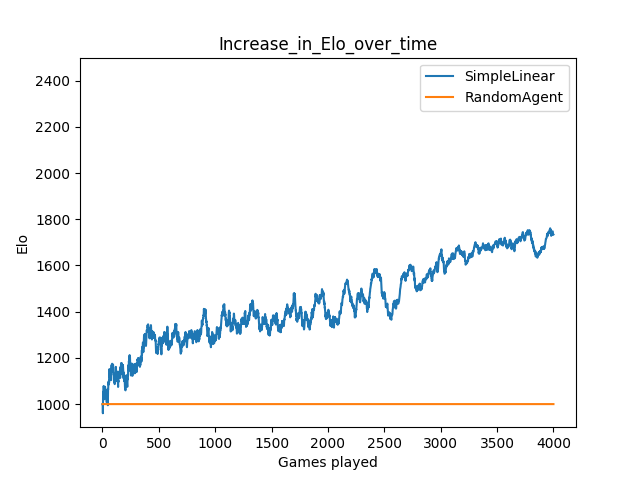 Increase_in_Elo_over_time
SimpleLinear
RandomAgent
2400
2200
2000
1800
1600
1400
1200
1000
Elo
0 500 1000 1500 2000 2500 3000 3500 4000
Games played